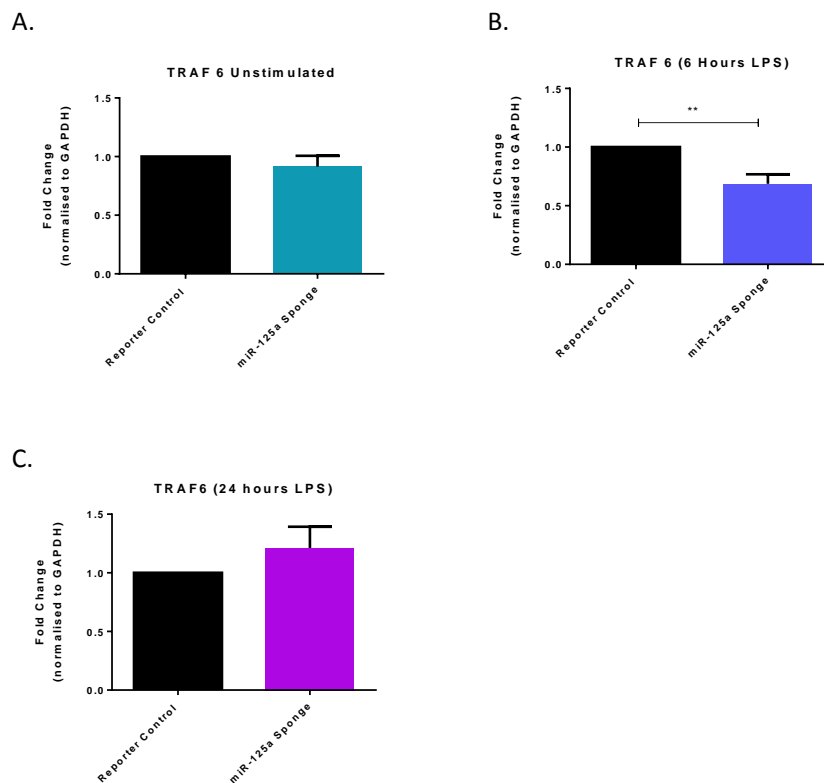 A.
TRAF 6 Unstimulated
Fold Change
(normalised to GAPDH)
1.5
1.0
0.5
0.0
Reporter Control
miR-125a Sponge
B.
TRAF 6 (6 Hours LPS)
Fold Change
(normalised to GAPDH)
1.5
1.0
0.5
0.0
**
Reporter Control
miR-125a Sponge
C.
TRAF6 (24 hours LPS)
Fold Change
(normalised to GAPDH)
1.5
1.0
0.5
0.0
Reporter Control
miR-125a Sponge